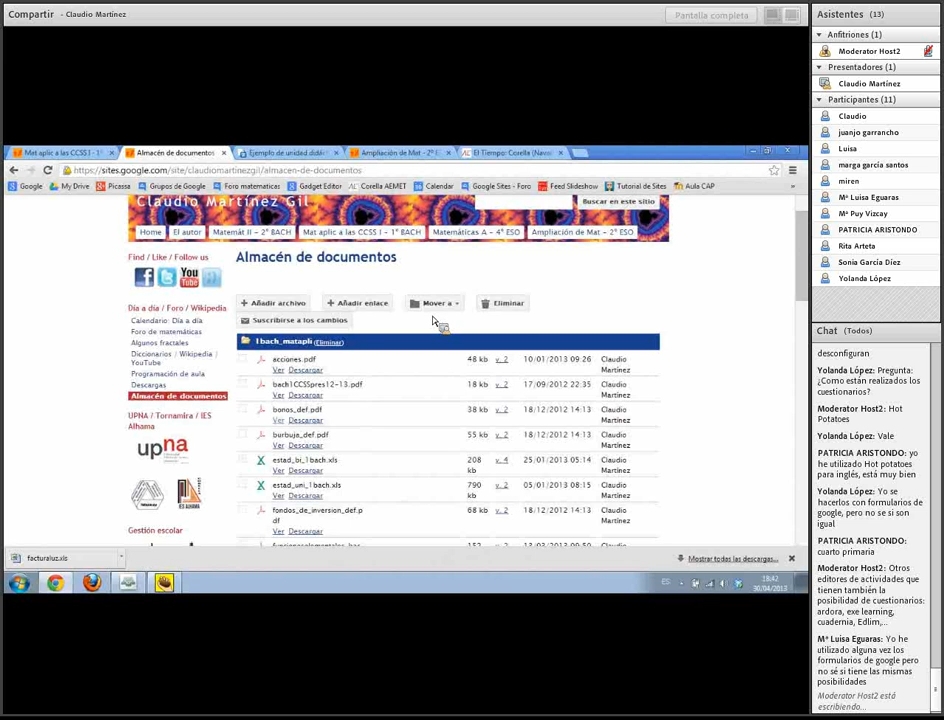 Compartir - Claudio Martínez
Pantalla completa
Mat aplic a las CCSS I - 1º
Almacén de documentos
Ejemplo de unidad didác
Ampliación de Mat - 2º E
El Tiempo: Corella (Nava
https://sites.google.com/site/claudiomartinezgil/almacen-de-documentos
Google
My Drive
Picassa
Grupos de Google
Foro matematicas
Gadget Editor
Corella AEMET
Calendar
Google Sites - Foro
Feed Slideshow
Tutorial de Sites
Aula CAP
Claudio Martínez Gil
Buscar en este sitio
Home
El autor
Matemát II - 2º BACH
Mat aplic a las CCSS I - 1º BACH
Matemáticas A - 4º ESO
Ampliación de Mat - 2º ESO
Find / Like / Follow us
You
Tube
Día a día / Foro / Wikipedia
Calendario: Día a día
Foro de matemáticas
Algunos fractales
Diccionarios / Wikipedia /
YouTube
Programación de aula
Descargas
Almacén de documentos
UPNA / Tornamira / IES
Alhama
upna
IES ALHAMA
Gestión escolar
Almacén de documentos
Añadir archivo
Añadir enlace
Mover a
Eliminar
Suscribirse a los cambios
1bach_matapli (Eliminar)
acciones.pdf 48 kb v. 2 10/01/2013 09:26 Claudio
Ver Descargar Martínez
bach1CCSSpres12-13.pdf 18 kb v. 2 17/09/2012 22:35 Claudio
Ver Descargar Martínez
bonos_def.pdf 38 kb v. 2 18/12/2012 14:13 Claudio
Ver Descargar Martínez
burbuja_def.pdf 55 kb v. 2 18/12/2012 14:13 Claudio
Ver Descargar Martínez
estad_bi_1bach.xls 208 v. 4 25/01/2013 05:14 Claudio
Ver Descargar kb Martínez
estad_uni_1bach.xls 790 v. 2 05/01/2013 08:15 Claudio
Ver Descargar kb Martínez
fondos_de_inversion_def.p 68 kb v. 2 18/12/2012 14:13 Claudio
df Martínez
Ver Descargar
facturaluz.xls
Mostrar todas las descargas...
ES
18:42
30/04/2013
Asistentes (13)
Anfitriones (1)
Moderator Host2
Presentadores (1)
Claudio Martínez
Participantes (11)
Claudio
juanjo garrancho
Luisa
marga garcía santos
miren
Mª Luisa Eguaras
Mª Puy Vizcay
PATRICIA ARISTONDO
Rita Arteta
Sonia García Díez
Yolanda López
Chat (Todos)
desconfiguran
Yolanda López: Pregunta:
¿Como están realizados los
cuestionarios?
Moderator Host2: Hot
Potatoes
Yolanda López: Vale
PATRICIA ARISTONDO: yo
he utilizado Hot potatoes
para inglés, está muy bien
Yolanda López: Yo se
hacerlos con formularios de
google, pero no se si son
igual
PATRICIA ARISTONDO:
cuarto primaria
Moderator Host2: Otros
editores de actividades que
tienen también la
posibilidad de cuestionarios:
ardora, exe learning,
cuadernia, Edlim,...
Mª Luisa Eguaras: Yo he
utilizado alguna vez los
formularios de google pero
no sé si tiene las mismas
posibilidades
Moderator Host2 está
escribiendo...